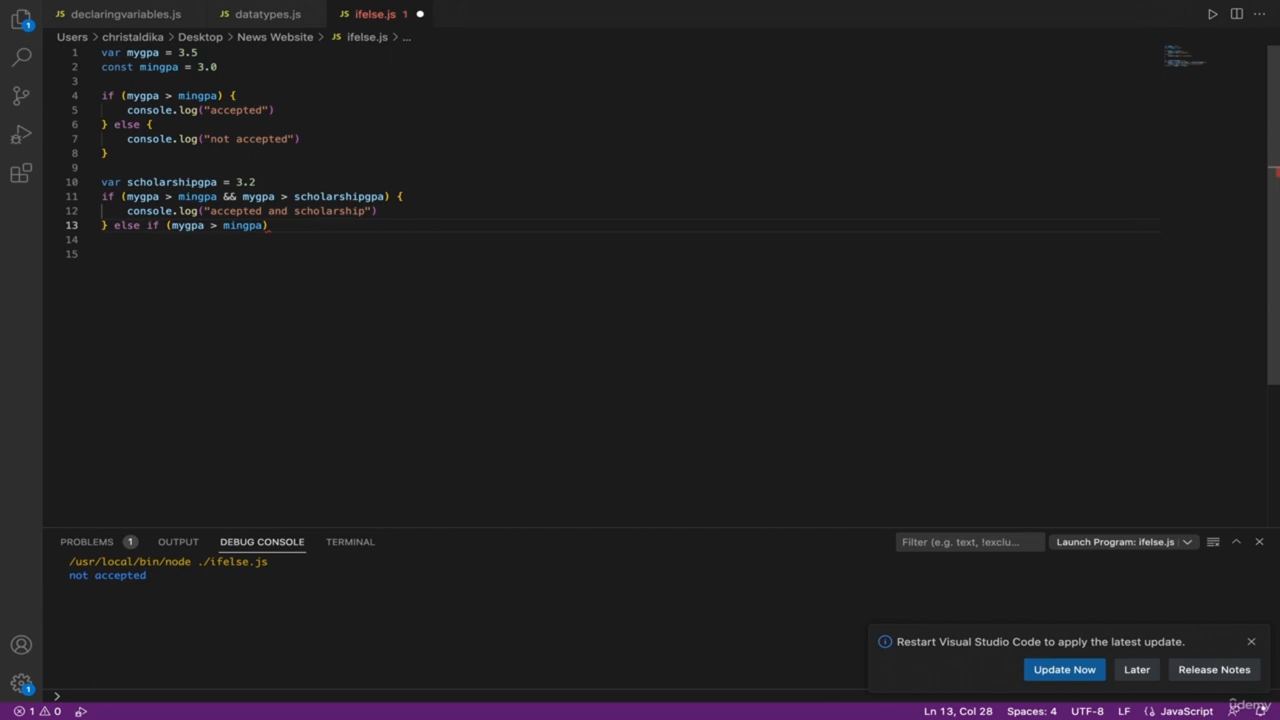 declaringvariables.js datatypes.js ifelse.js 1
Users > christaldika > Desktop > News Website > JS ifelse.js > ...
1 var mygpa = 3.5
2 const mingpa = 3.0
3
4 if (mygpa > mingpa) {
5 console.log("accepted")
6 } else {
7 console.log("not accepted")
8 }
9
10 var scholarshipgpa = 3.2
11 if (mygpa > mingpa && mygpa > scholarshipgpa) {
12 console.log("accepted and scholarship")
13 } else if (mygpa > mingpa)
14
15
PROBLEMS 1 OUTPUT DEBUG CONSOLE TERMINAL Filter (e.g. text, !exclu... Launch Program: ifelse.js
/usr/local/bin/node ./ifelse.js
not accepted
Restart Visual Studio Code to apply the latest update.
Update Now Later Release Notes
>
1 0 Ln 13, Col 28 Spaces: 4 UTF-8 LF {} JavaScript
ûdemy